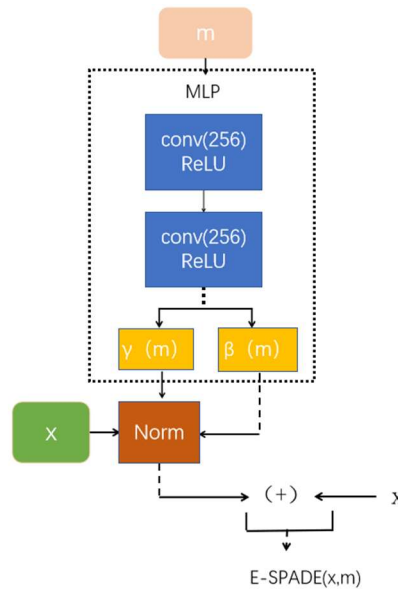 m
MLP
conv(256)
ReLU
conv(256)
ReLU
γ (m)
β (m)
x
Norm
(+)
x
E-SPADE(x,m)